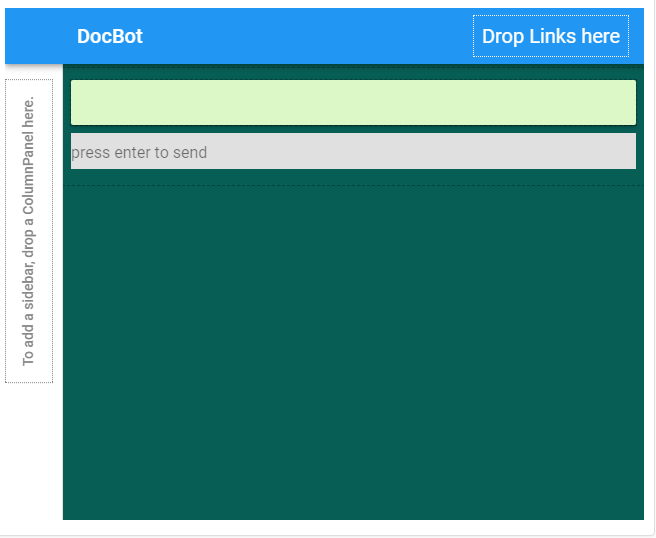 DocBot
Drop Links here
To add a sidebar, drop a ColumnPanel here.
press enter to send